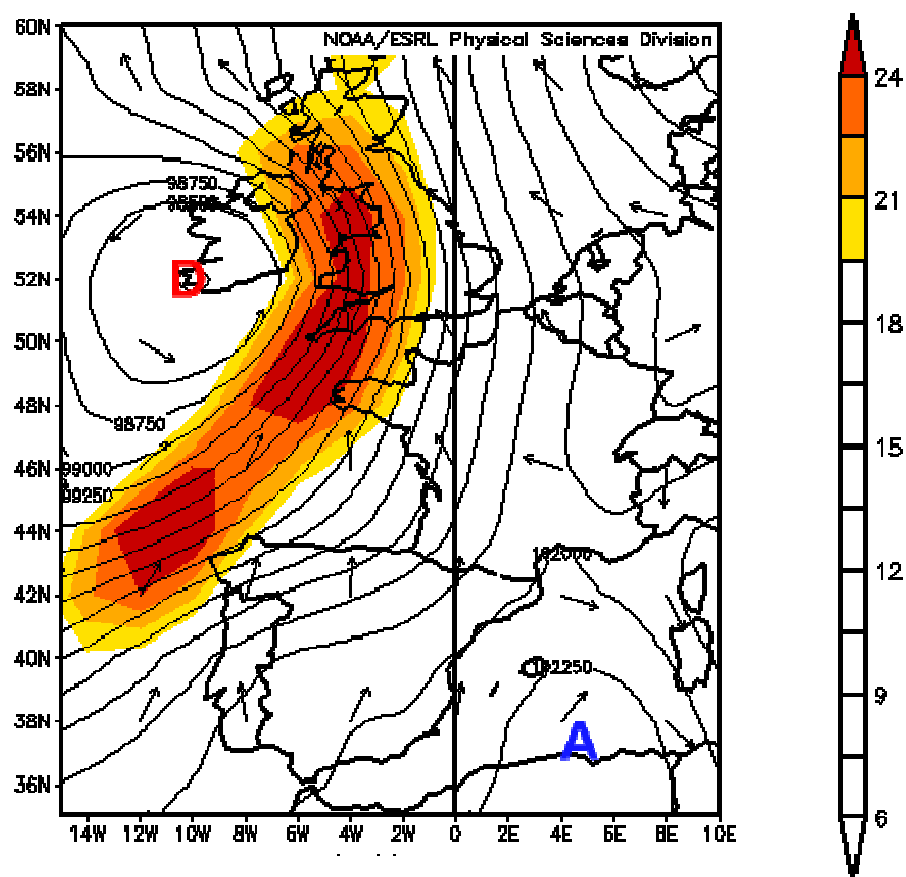 60N
NOAA/ESRL Physical Sciences Division
58N
56N
54N
52N
50N
48N
46N
44N
42N
40N
38N
36N
98750
98500
D
98750
99000
99250
102000
102250
A
14W 12W 10W 8W 6W 4W 2W 0 2E 4E 6E 8E 10E
24
21
18
15
12
9
6